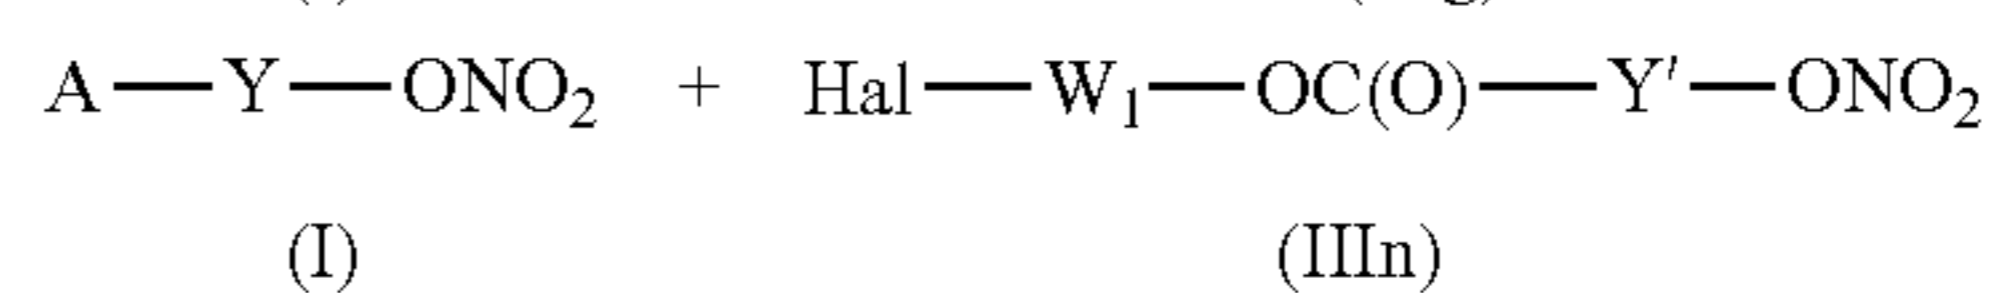 A—Y—ONO₂ + Hal—W₁—OC(O)—Y′—ONO₂
(I) (IIIn)